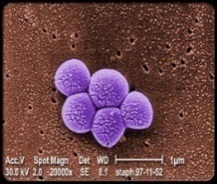 Acc.V Spot Magn Det WD 1µm
30.0 kV 2.0 20000x SE 8.1 staph.97-11-52